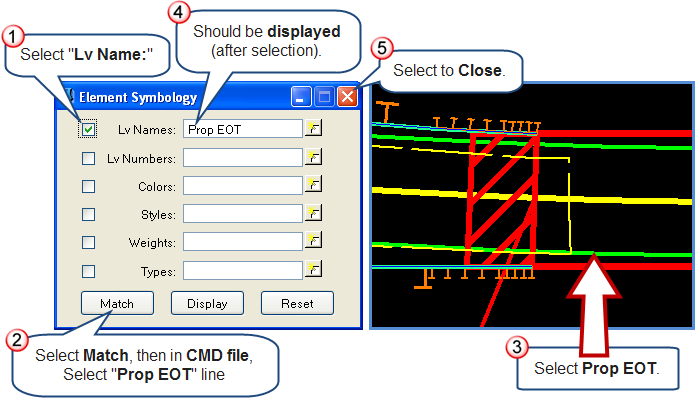 1
Select "Lv Name:"
4
Should be displayed
(after selection).
5
Select to Close.
Element Symbology
Lv Names:
Prop EOT
Lv Numbers:
Colors:
Styles:
Weights:
Types:
Match
Display
Reset
2
Select Match, then in CMD file,
Select "Prop EOT" line
3
Select Prop EOT.